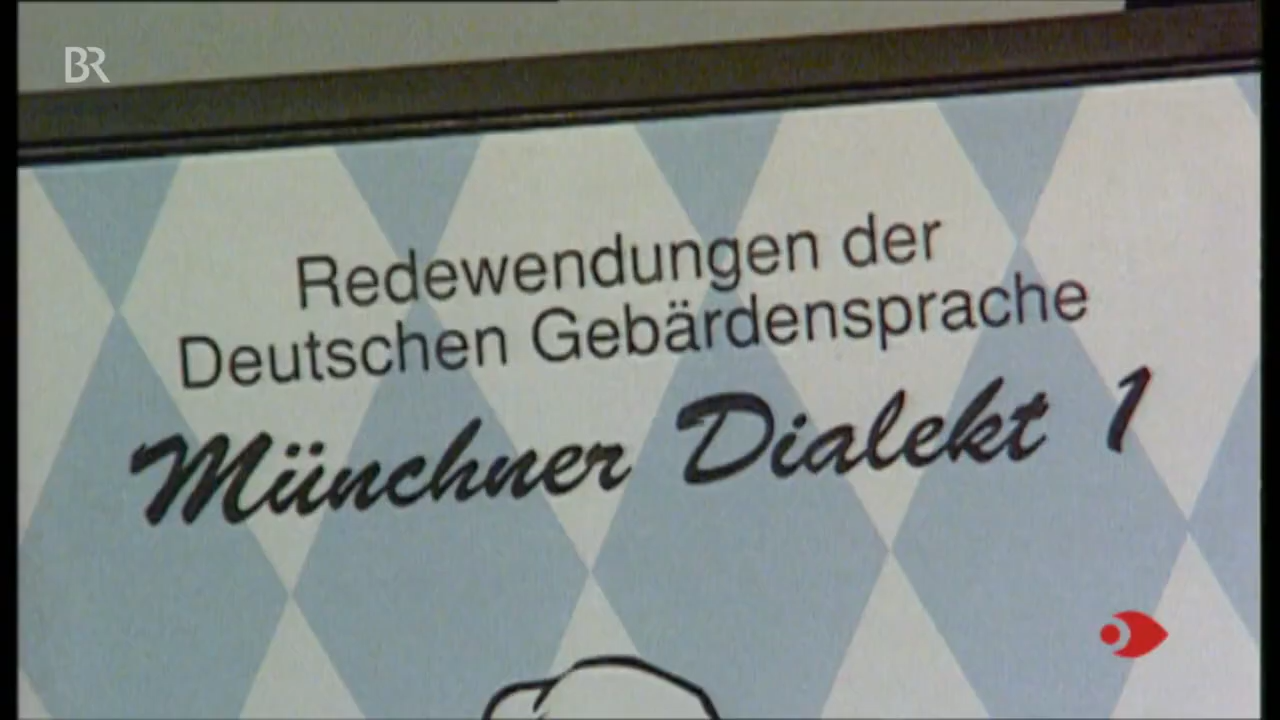 BR
Redewendungen der
Deutschen Gebärdensprache
Münchner Dialekt 1